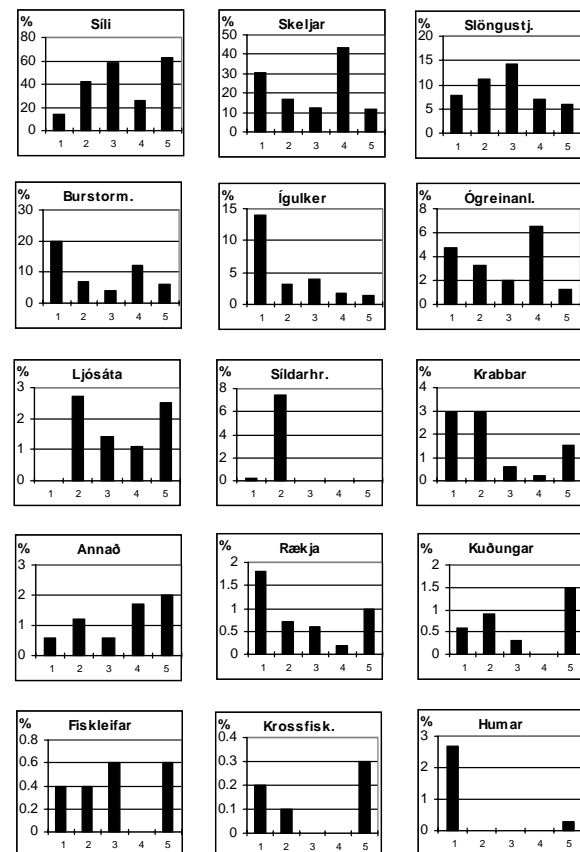 %
Síli
80
60
40
20
0
1 2 3 4 5
%
Skeljar
50
40
30
20
10
0
1 2 3 4 5
%
Slöngustj.
20
15
10
5
0
1 2 3 4 5
%
Burstorm.
30
20
10
0
1 2 3 4 5
%
Ígulker
15
10
5
0
1 2 3 4 5
%
Ógreinanl.
8
6
4
2
0
1 2 3 4 5
%
Ljósáta
3
2
1
0
1 2 3 4 5
%
Síldarhr.
8
6
4
2
0
1 2 3 4 5
%
Krabbar
4
3
2
1
0
1 2 3 4 5
%
Annað
3
2
1
0
1 2 3 4 5
%
Rækja
2
1.5
1
0.5
0
1 2 3 4 5
%
Kuðungar
2
1.5
1
0.5
0
1 2 3 4 5
%
Fiskleifar
0.8
0.6
0.4
0.2
0
1 2 3 4 5
%
Krossfisk.
0.4
0.3
0.2
0.1
0
1 2 3 4 5
%
Humar
3
2
1
0
1 2 3 4 5